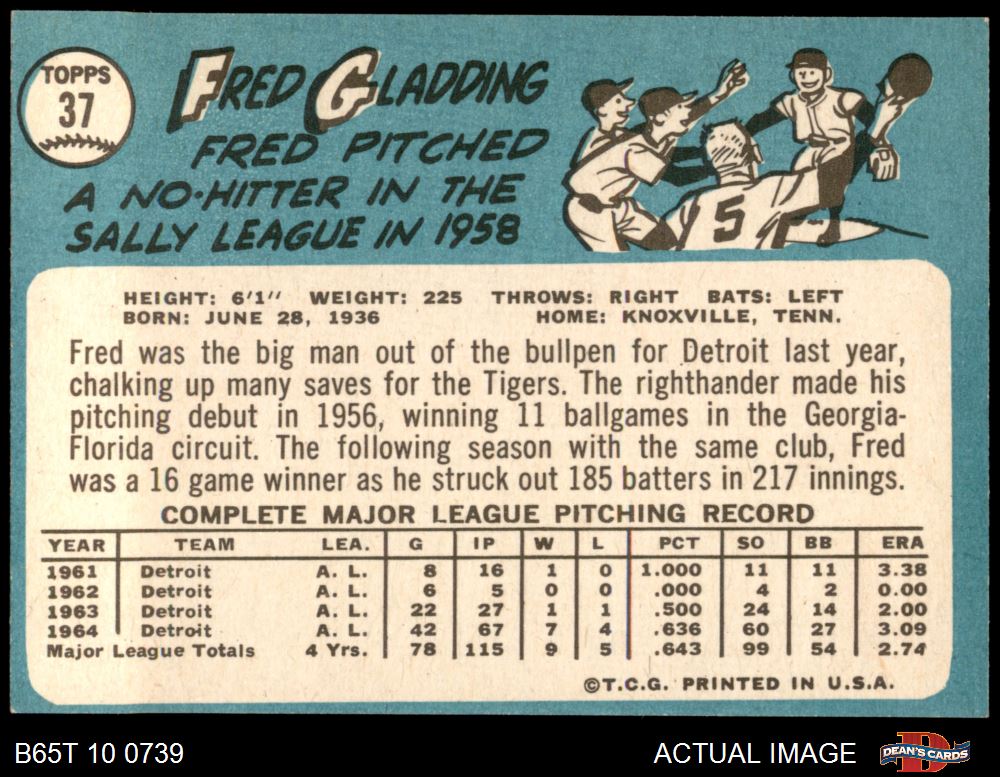 TOPPS
37
FRED GLADDING
FRED PITCHED
A NO-HITTER IN THE
SALLY LEAGUE IN 1958
5
HEIGHT: 6'1" WEIGHT: 225 THROWS: RIGHT BATS: LEFT
BORN: JUNE 28, 1936 HOME: KNOXVILLE, TENN.
Fred was the big man out of the bullpen for Detroit last year,
chalking up many saves for the Tigers. The righthander made his
pitching debut in 1956, winning 11 ballgames in the Georgia-
Florida circuit. The following season with the same club, Fred
was a 16 game winner as he struck out 185 batters in 217 innings.
COMPLETE MAJOR LEAGUE PITCHING RECORD
YEAR TEAM LEA. G IP W L PCT SO BB ERA
1961 Detroit A. L. 8 16 1 0 1.000 11 11 3.38
1962 Detroit A. L. 6 5 0 0 .000 4 2 0.00
1963 Detroit A. L. 22 27 1 1 .500 24 14 2.00
1964 Detroit A. L. 42 67 7 4 .636 60 27 3.09
Major League Totals 4 Yrs. 78 115 9 5 .643 99 54 2.74
©T.C.G. PRINTED IN U.S.A.
B65T 10 0739 ACTUAL IMAGE DEAN'S CARDS